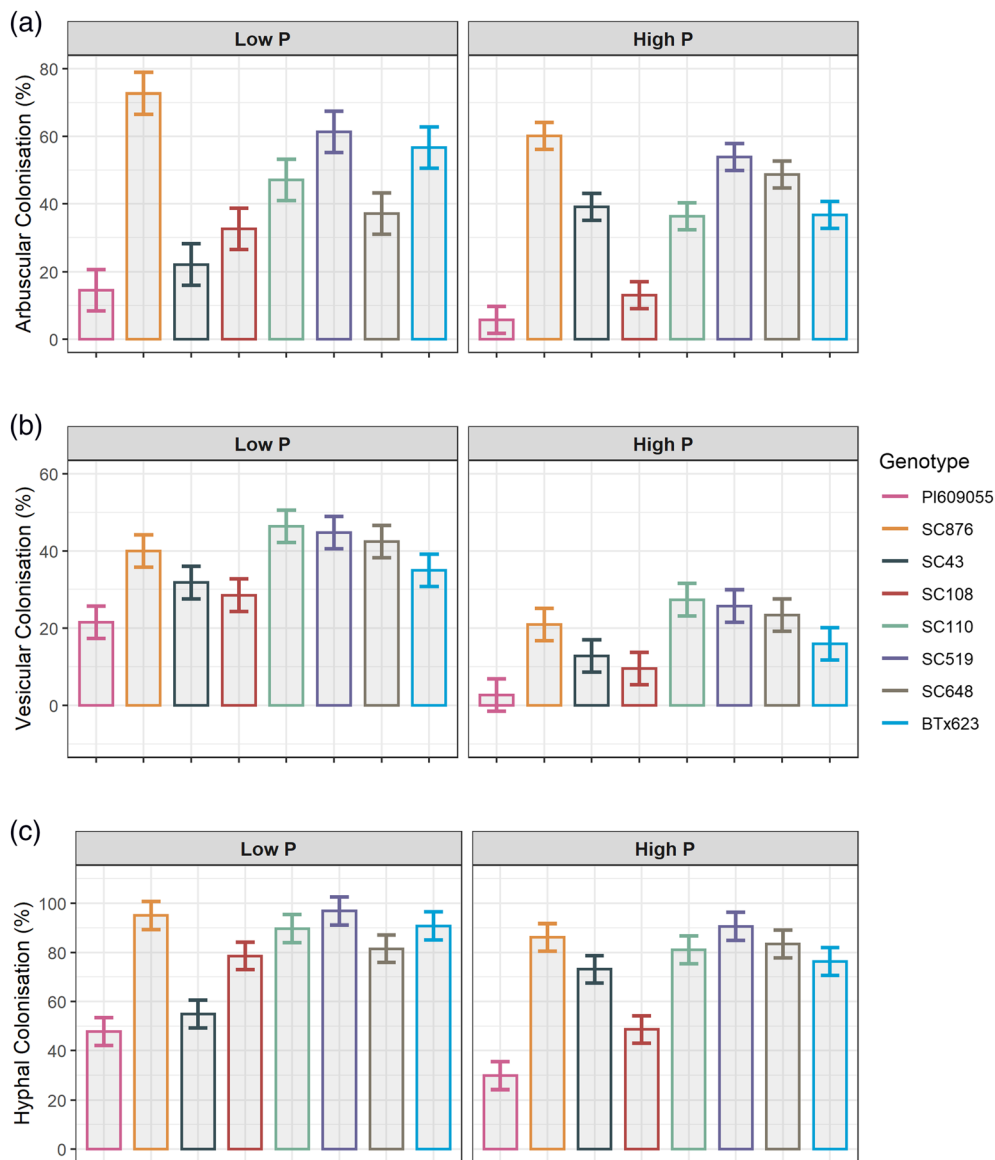 (a)
Low P
High P
Arbuscular Colonisation (%)
80
60
40
20
0
(b)
Low P
High P
Vesicular Colonisation (%)
60
40
20
0
Genotype
PI609055
SC876
SC43
SC108
SC110
SC519
SC648
BTx623
(c)
Low P
High P
Hyphal Colonisation (%)
100
80
60
40
20
0